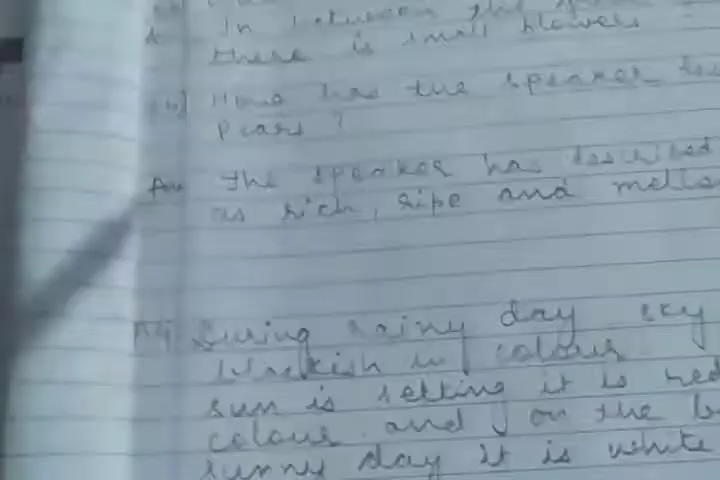 In between the
there is small flowers
How has the speaker
pears ?
Ans The speaker has described
as rich, ripe and
During rainy day sky
blackish in colour
sun is setting it is red
colour and on the
sunny day it is white